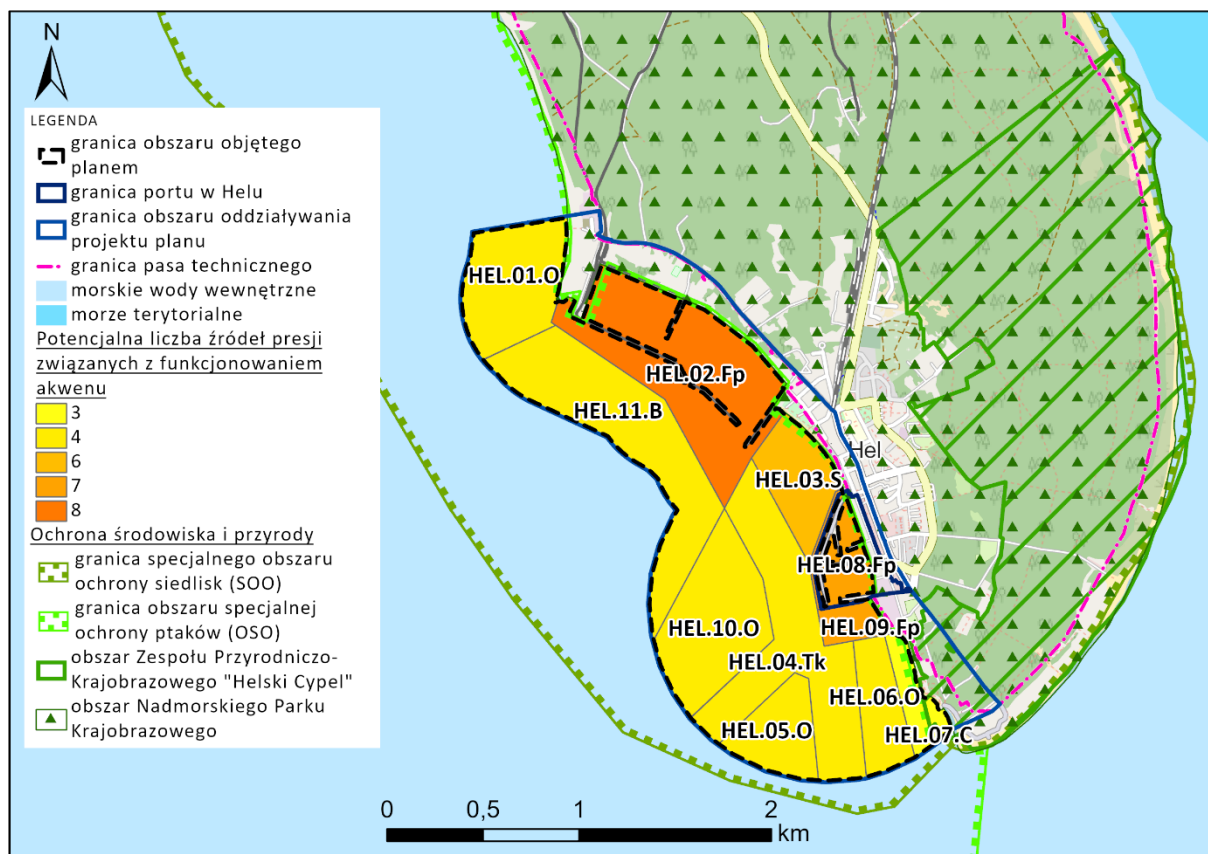 N
LEGENDA
granica obszaru objętego
planem
granica portu w Helu
granica obszaru oddziaływania
projektu planu
granica pasa technicznego
morskie wody wewnętrzne
morze terytorialne
Potencjalna liczba źródeł presji
związanych z funkcjonowaniem
akwenu
3
4
6
7
8
Ochrona środowiska i przyrody
granica specjalnego obszaru
ochrony siedlisk (SOO)
granica obszaru specjalnej
ochrony ptaków (OSO)
obszar Zespołu Przyrodniczo-
Krajobrazowego "Helski Cypel"
obszar Nadmorskiego Parku
Krajobrazowego
HEL.01.O
HEL.02.Fp
HEL.11.B
Hel
HEL.03.S
HEL.08.Fp
HEL.10.O
HEL.09.Fp
HEL.04.Tk
HEL.06.O
HEL.05.O
HEL.07.C
0 0,5 1 2
km